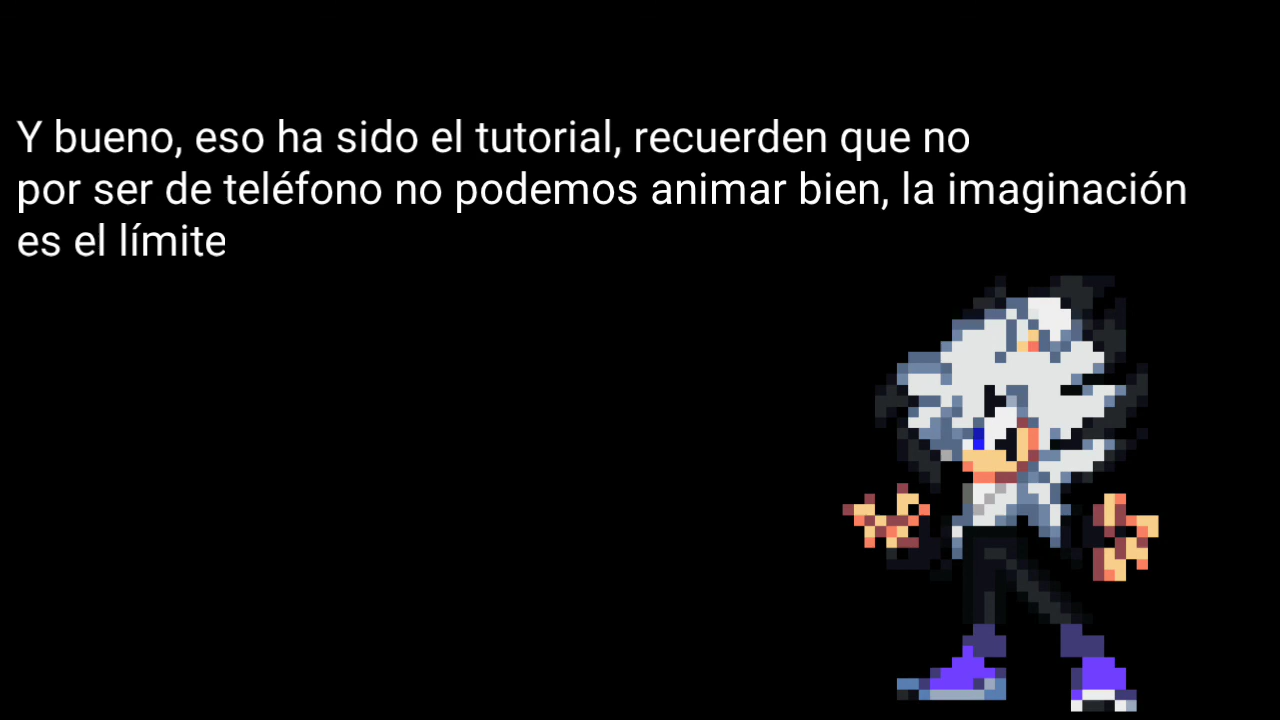 Y bueno, eso ha sido el tutorial, recuerden que no
por ser de teléfono no podemos animar bien, la imaginación
es el límite